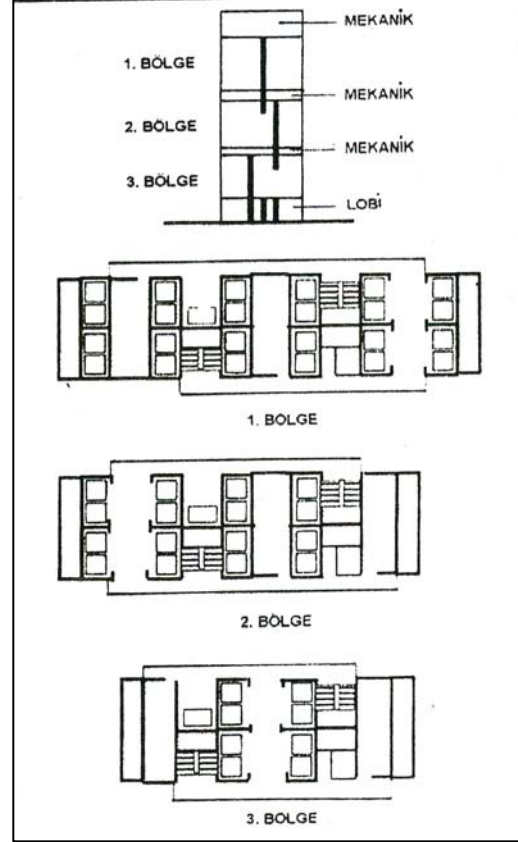 MEKANİK
1. BÖLGE
MEKANİK
2. BÖLGE
MEKANİK
3. BÖLGE
LOBİ
1. BÖLGE
2. BÖLGE
3. BOLGE